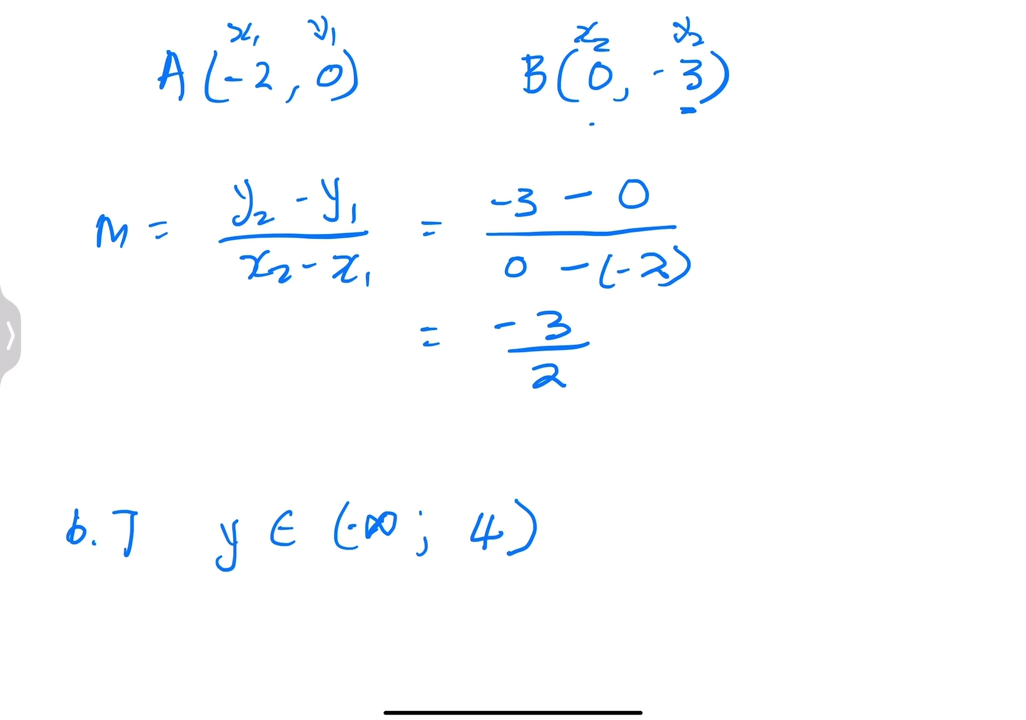 x₁ y₁ x₂ y₂
A(-2, 0) B(0, -3)
m = (y₂ - y₁)/(x₂ - x₁) = (-3 - 0)/(0 - (-2))
= -3/2
6.7 y ∈ (-∞ ; 4)